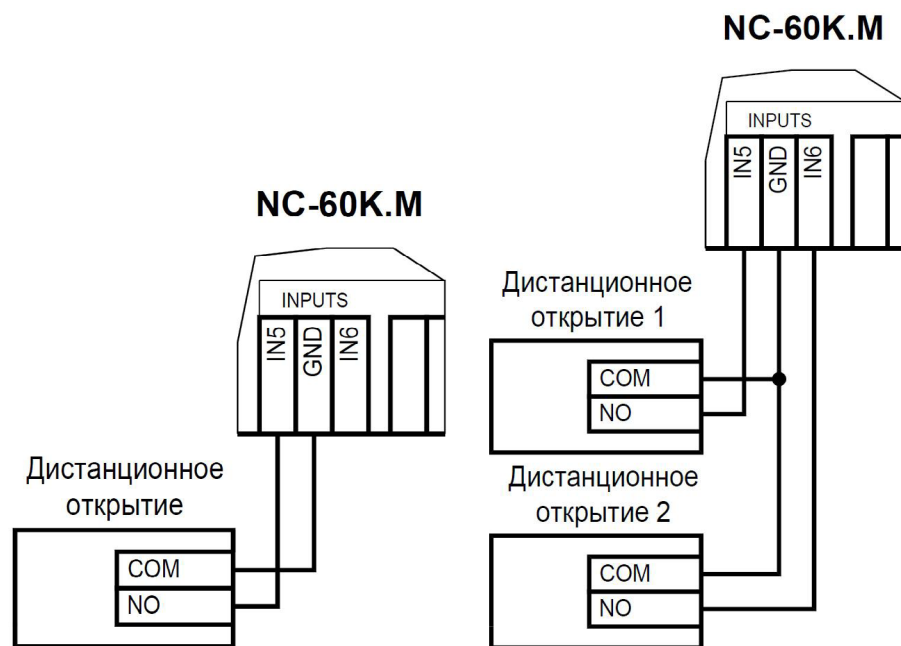 NC-60K.M
INPUTS
IN5
GND
IN6
Дистанционное
открытие
COM
NO
NC-60K.M
INPUTS
IN5
GND
IN6
Дистанционное
открытие 1
COM
NO
Дистанционное
открытие 2
COM
NO